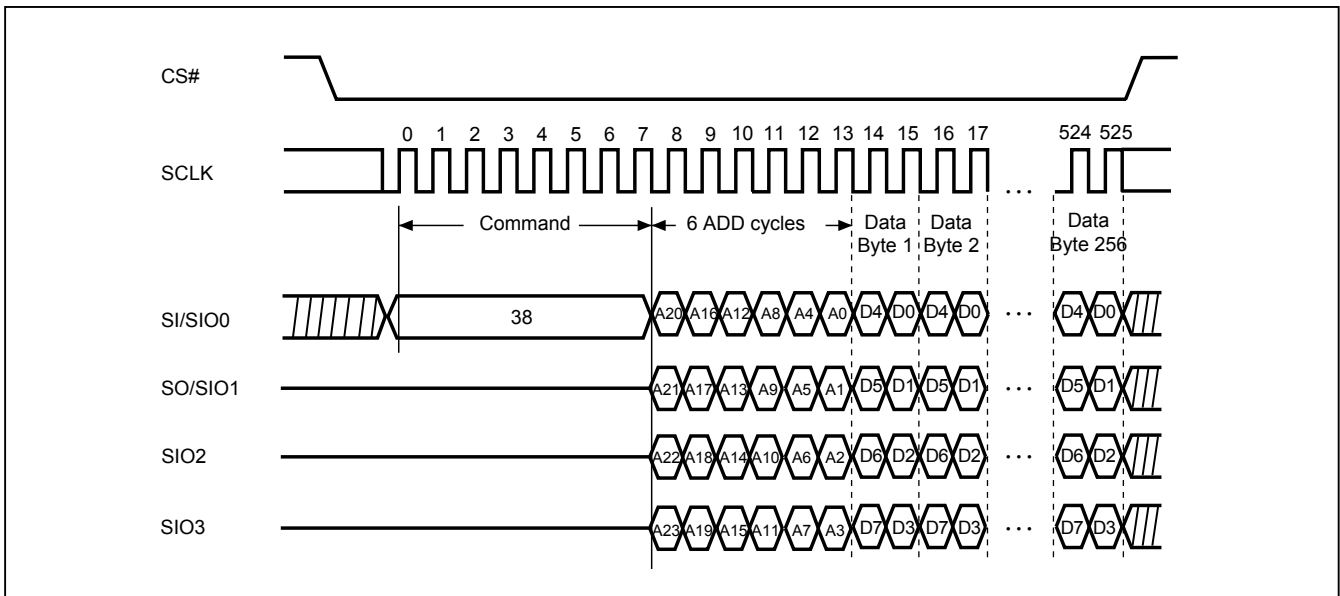 CS#
0 1 2 3 4 5 6 7 8 9 10 11 12 13 14 15 16 17 524 525
SCLK
Command 6 ADD cycles Data Data Data
Byte 1 Byte 2 Byte 256
SI/SIO0 38 A20 A16 A12 A8 A4 A0 D4 D0 D4 D0 ... D4 D0
SO/SIO1 A21 A17 A13 A9 A5 A1 D5 D1 D5 D1 ... D5 D1
SIO2 A22 A18 A14 A10 A6 A2 D6 D2 D6 D2 ... D6 D2
SIO3 A23 A19 A15 A11 A7 A3 D7 D3 D7 D3 ... D7 D3